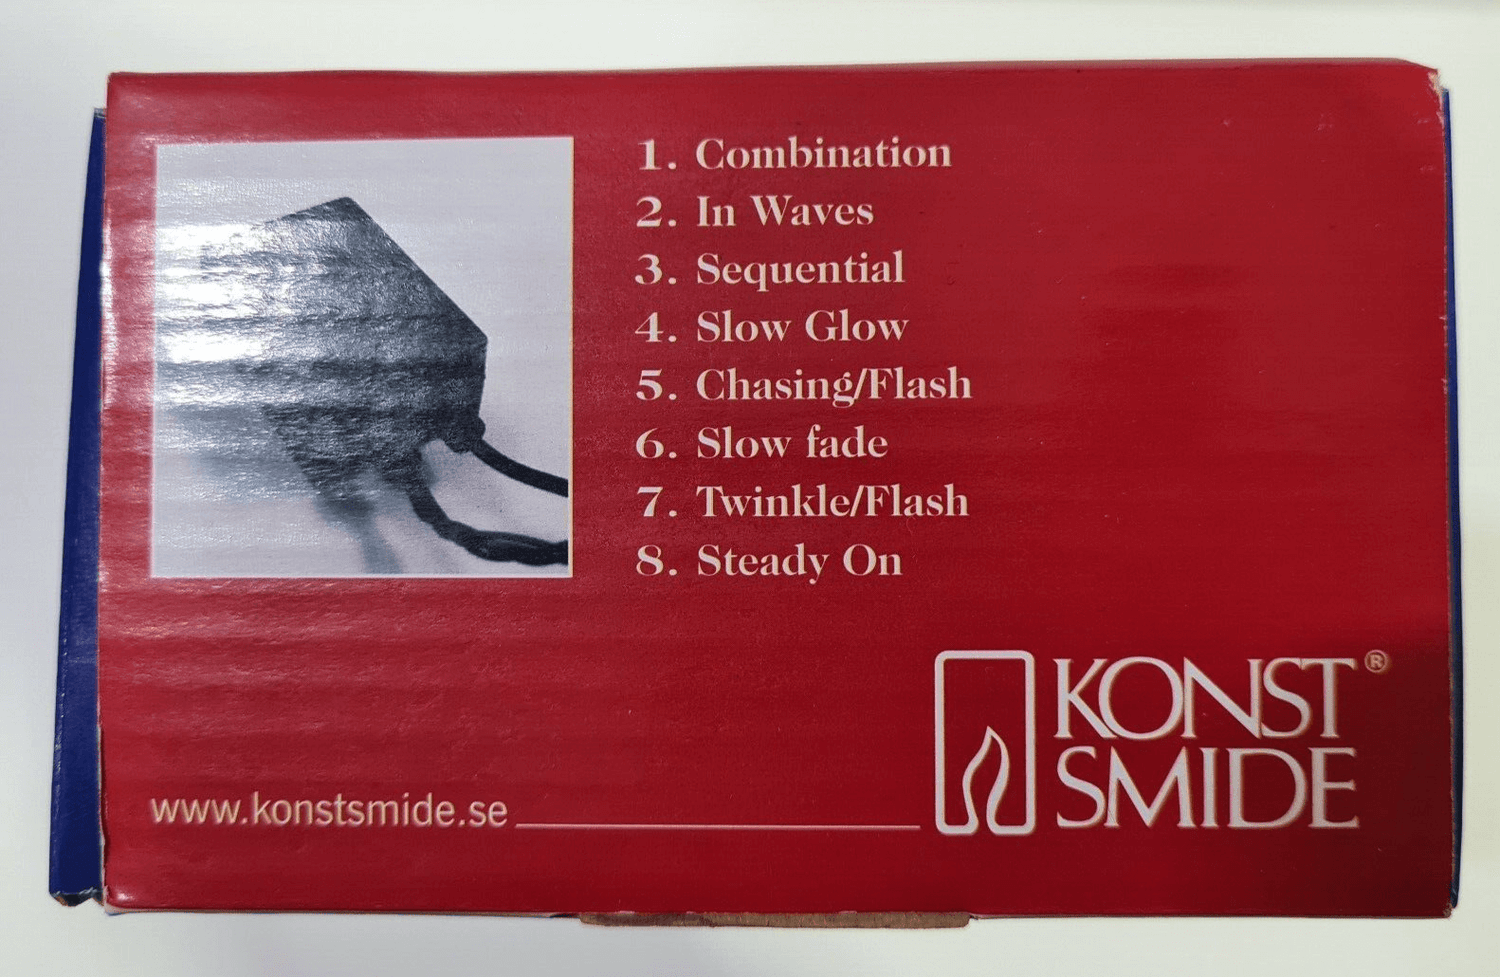 1. Combination
2. In Waves
3. Sequential
4. Slow Glow
5. Chasing/Flash
6. Slow fade
7. Twinkle/Flash
8. Steady On
KONST®
SMIDE
www.konstsmide.se